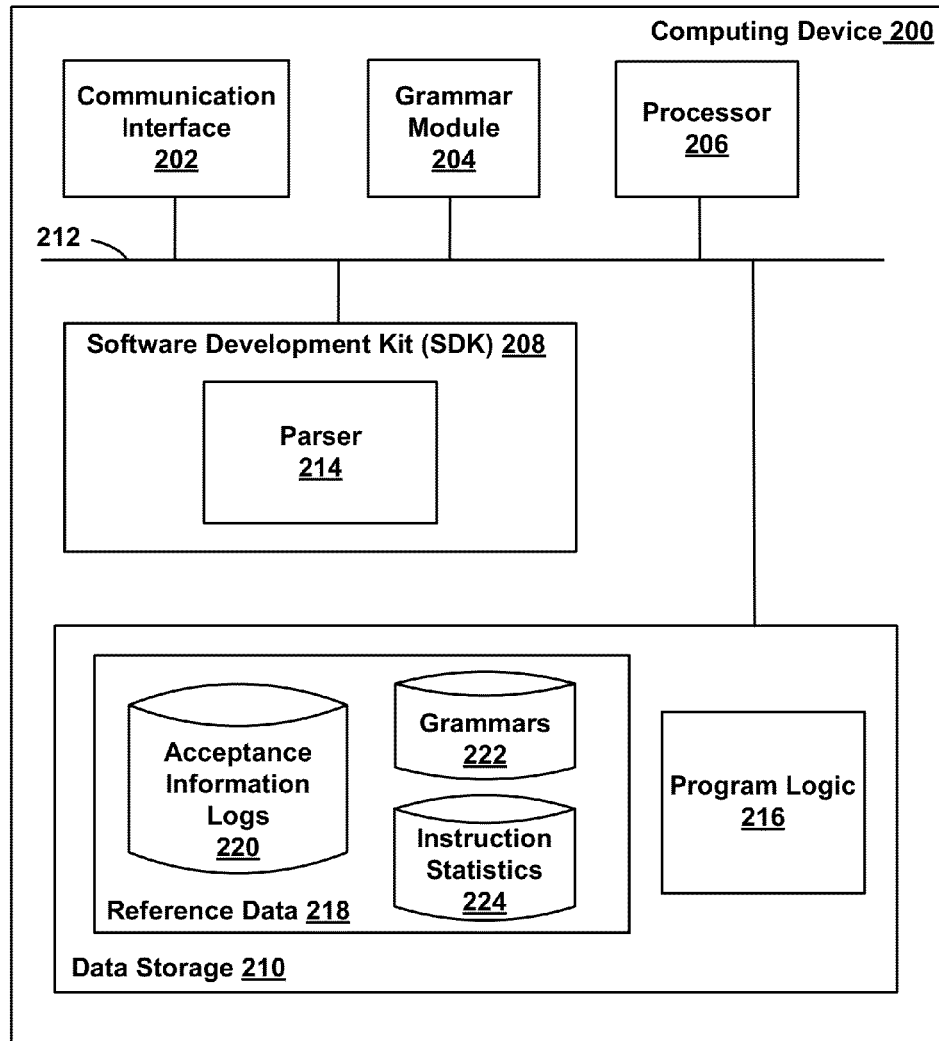 Computing Device 200
Communication
Interface
202
Grammar
Module
204
Processor
206
212
Software Development Kit (SDK) 208
Parser
214
Acceptance
Information
Logs
220
Grammars
222
Instruction
Statistics
224
Reference Data 218
Program Logic
216
Data Storage 210